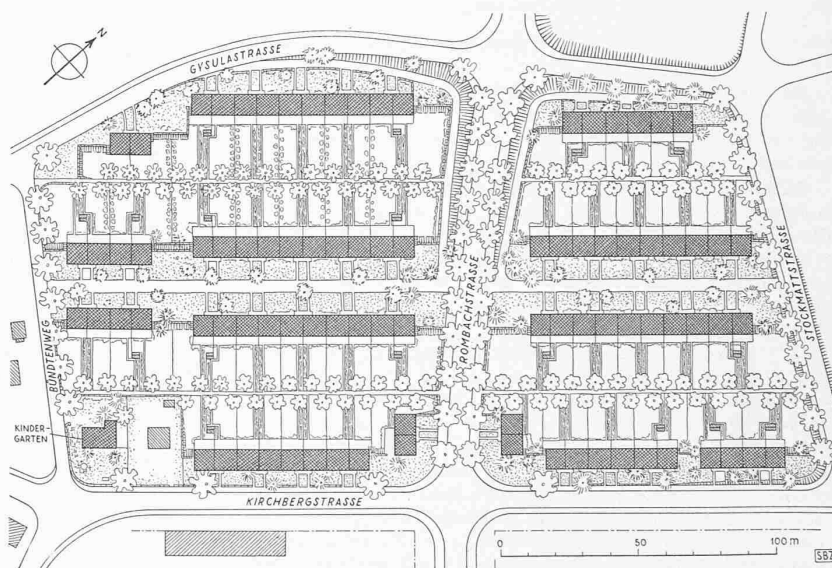 N
GYSULASTRASSE
ROMBACHSTRASSE
STOCKMATTSTRASSE
BÜNDTENWEG
KINDER-
GARTEN
KIRCHBERGSTRASSE
0 50 100 m
SBZ